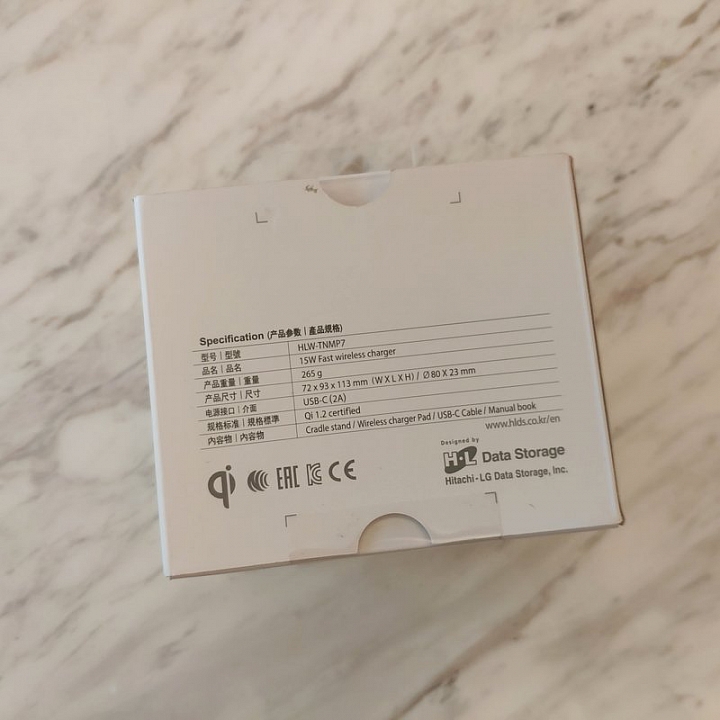 Specification (产品参数 | 產品規格)
型号 | 型號 HLW-TNMP7
品名 | 品名 15W Fast wireless charger
产品重量 | 重量 265 g
产品尺寸 | 尺寸 72 x 93 x 113 mm (W X L X H) / Ø 80 X 23 mm
电源接口 | 介面 USB-C (2A)
规格标准 | 規格標準 Qi 1.2 certified
内容物 | 內容物 Cradle stand / Wireless charger Pad / USB-C Cable / Manual book
www.hlds.co.kr/en
Designed by
H·L Data Storage
Hitachi-LG Data Storage, Inc.
qi EAC KC CE